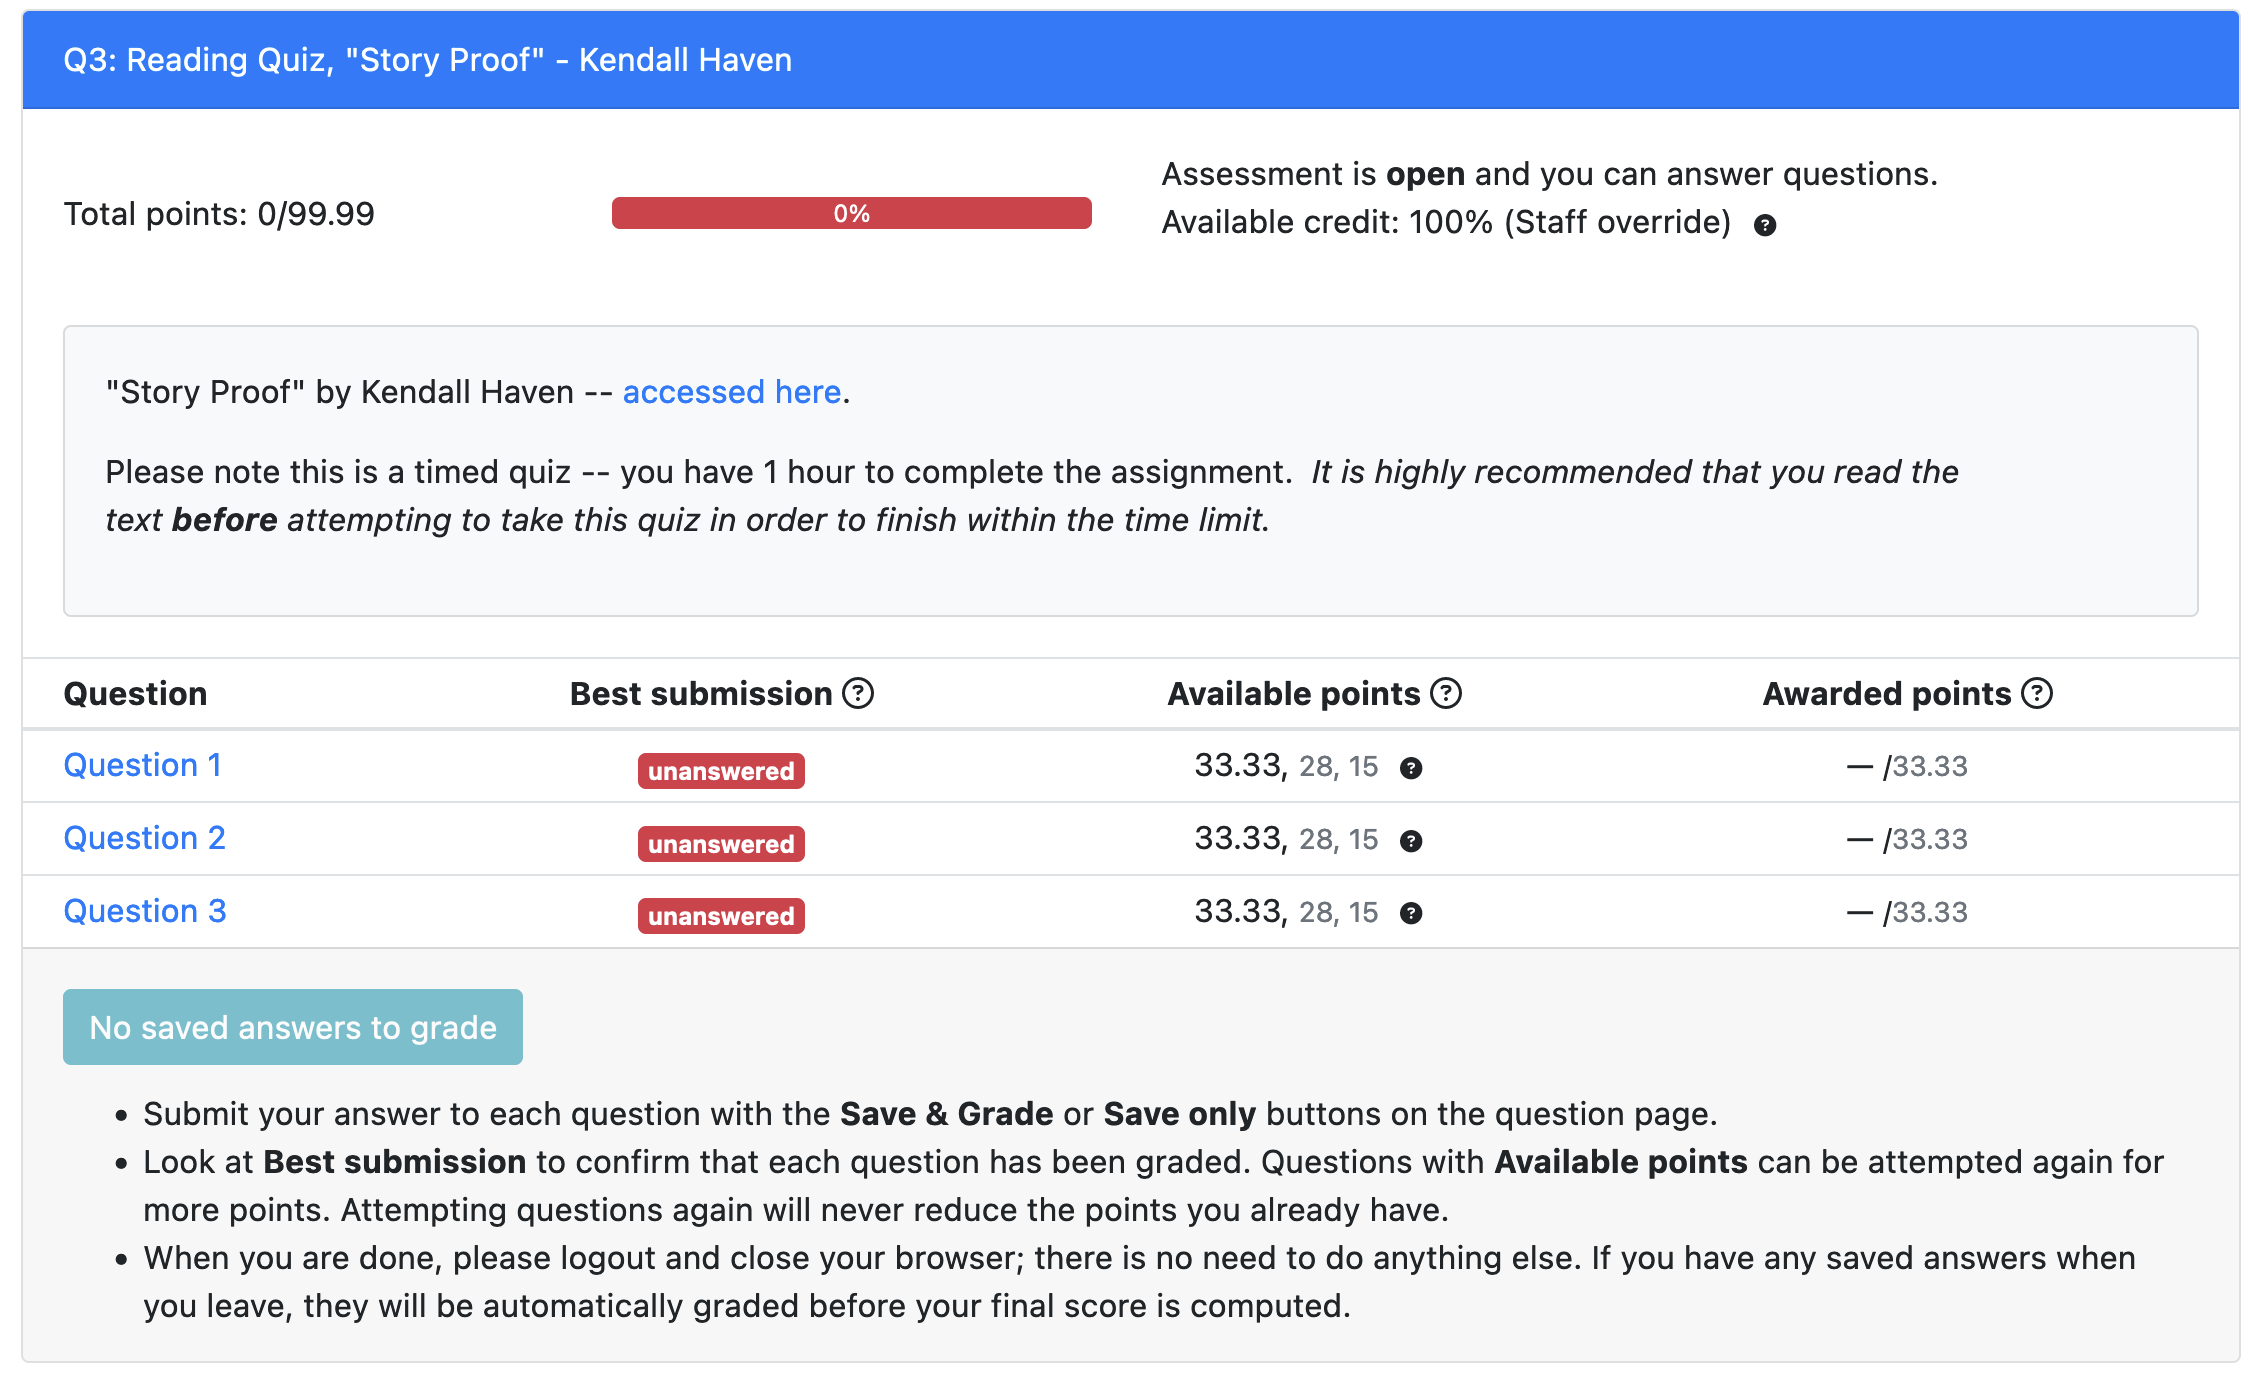 Q3: Reading Quiz, "Story Proof" - Kendall Haven
Total points: 0/99.99
0%
Assessment is open and you can answer questions.
Available credit: 100% (Staff override) ?
"Story Proof" by Kendall Haven -- accessed here.
Please note this is a timed quiz -- you have 1 hour to complete the assignment.  It is highly recommended that you read the
text before attempting to take this quiz in order to finish within the time limit.
Question Best submission ? Available points ? Awarded points ?
Question 1 unanswered 33.33, 28, 15 ? — /33.33
Question 2 unanswered 33.33, 28, 15 ? — /33.33
Question 3 unanswered 33.33, 28, 15 ? — /33.33
No saved answers to grade
• Submit your answer to each question with the Save & Grade or Save only buttons on the question page.
• Look at Best submission to confirm that each question has been graded. Questions with Available points can be attempted again for
more points. Attempting questions again will never reduce the points you already have.
• When you are done, please logout and close your browser; there is no need to do anything else. If you have any saved answers when
you leave, they will be automatically graded before your final score is computed.